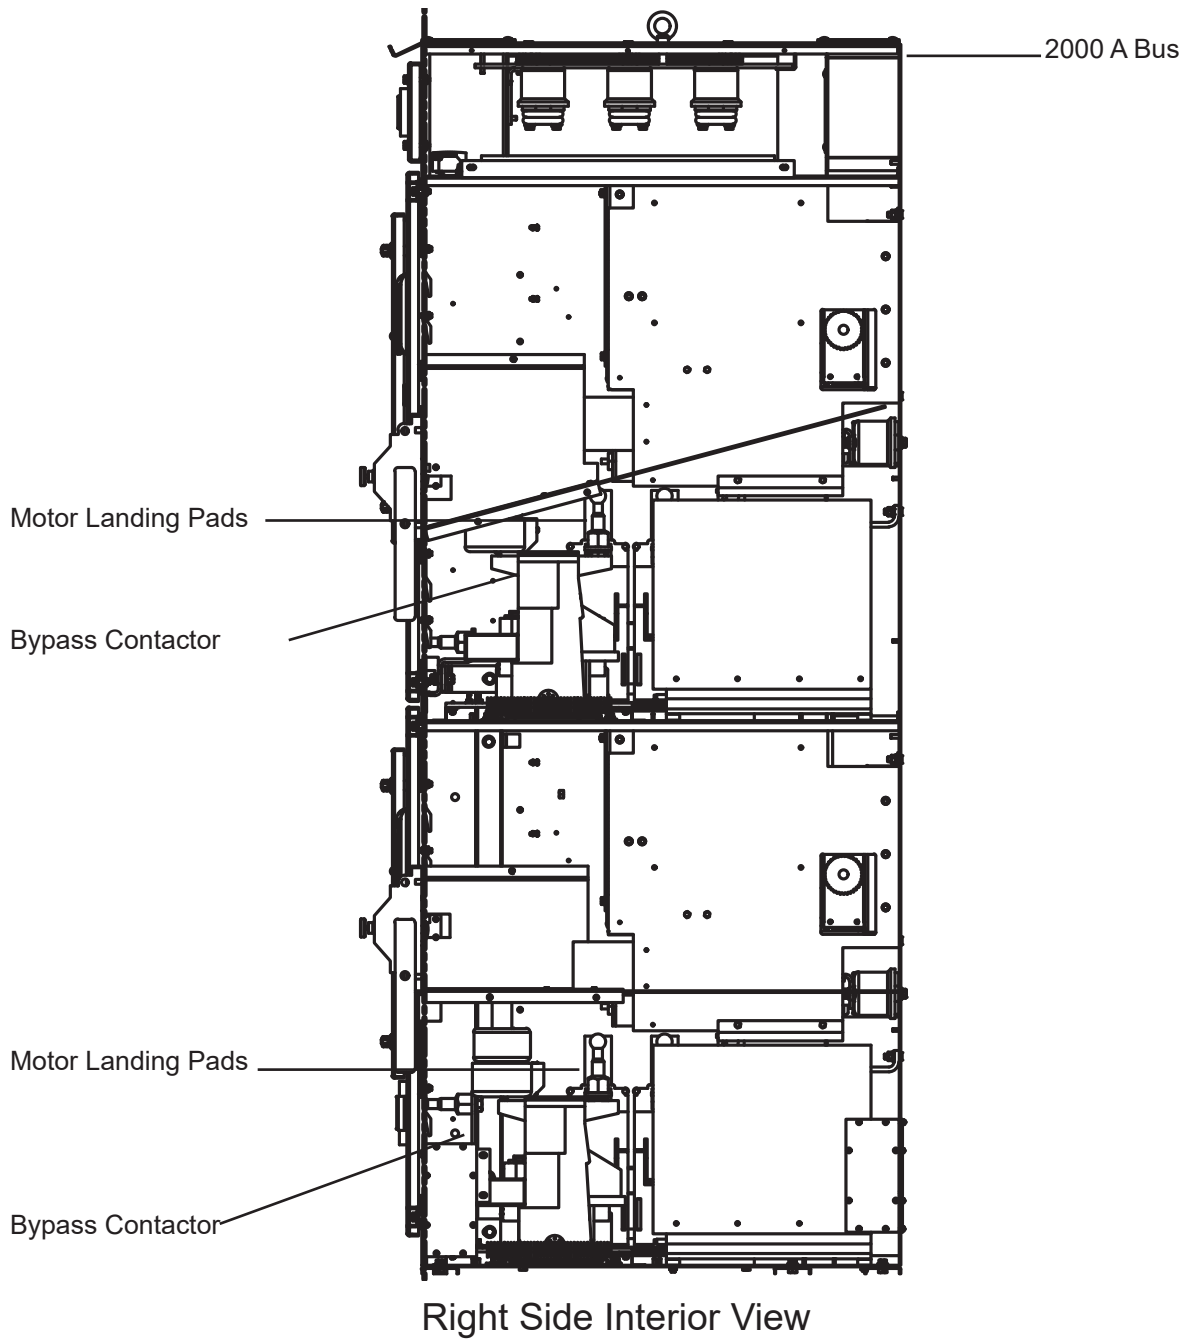 2000 A Bus
Motor Landing Pads
Bypass Contactor
Motor Landing Pads
Bypass Contactor
Right Side Interior View